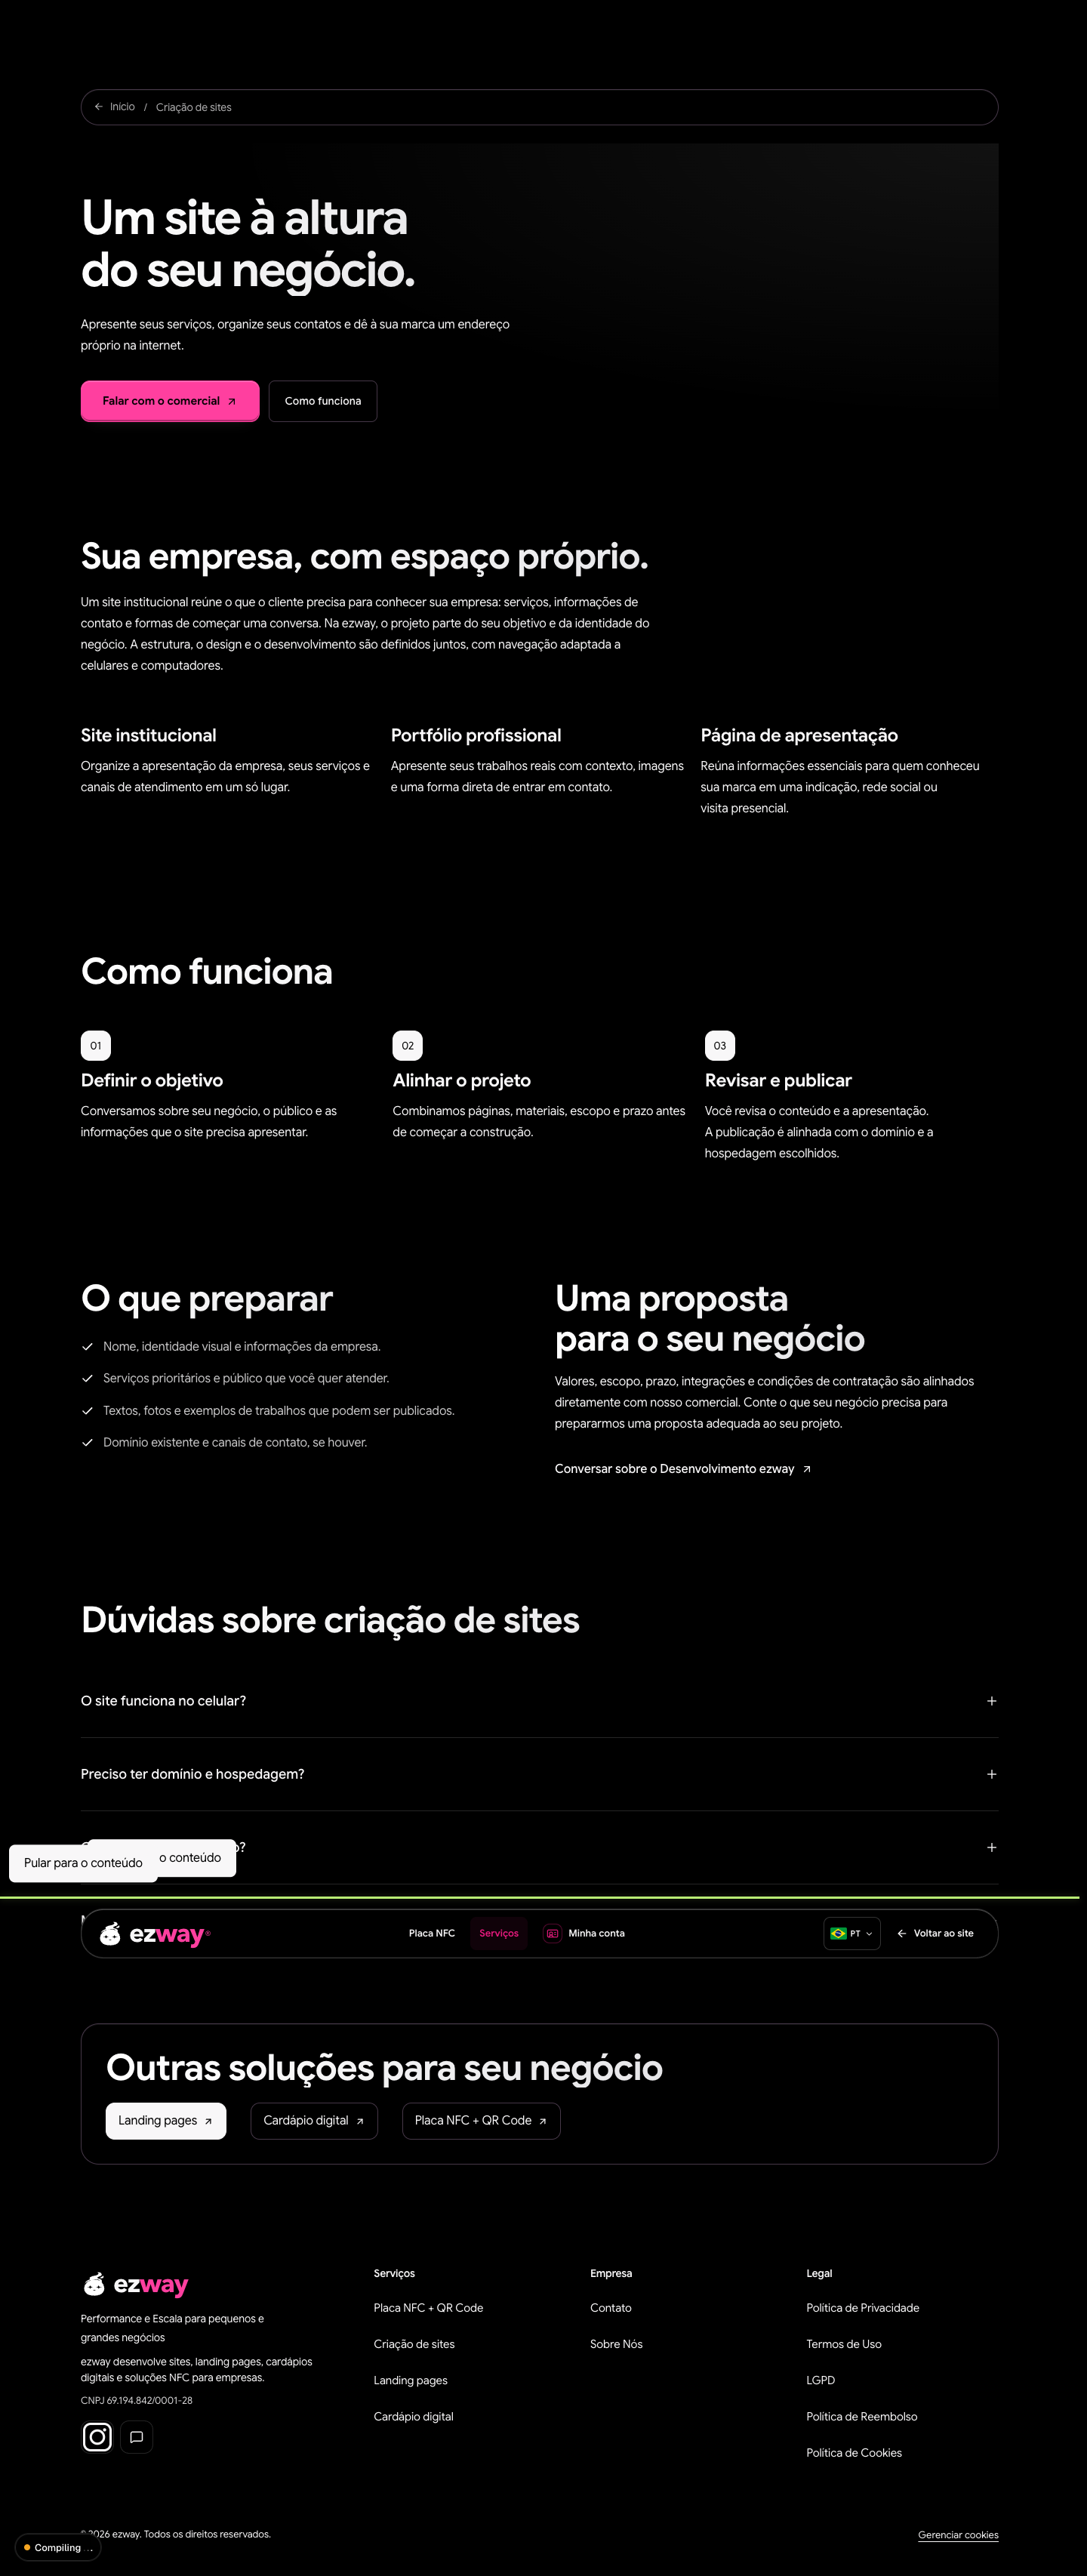 Início / Criação de sites
Um site à altura
do seu negócio.
Apresente seus serviços, organize seus contatos e dê à sua marca um endereço
próprio na internet.
Falar com o comercial
Como funciona
Sua empresa, com espaço próprio.
Um site institucional reúne o que o cliente precisa para conhecer sua empresa: serviços, informações de
contato e formas de começar uma conversa. Na ezway, o projeto parte do seu objetivo e da identidade do
negócio. A estrutura, o design e o desenvolvimento são definidos juntos, com navegação adaptada a
celulares e computadores.
Site institucional
Organize a apresentação da empresa, seus serviços e
canais de atendimento em um só lugar.
Portfólio profissional
Apresente seus trabalhos reais com contexto, imagens
e uma forma direta de entrar em contato.
Página de apresentação
Reúna informações essenciais para quem conheceu
sua marca em uma indicação, rede social ou
visita presencial.
Como funciona
01
Definir o objetivo
Conversamos sobre seu negócio, o público e as
informações que o site precisa apresentar.
02
Alinhar o projeto
Combinamos páginas, materiais, escopo e prazo antes
de começar a construção.
03
Revisar e publicar
Você revisa o conteúdo e a apresentação.
A publicação é alinhada com o domínio e a
hospedagem escolhidos.
O que preparar
Nome, identidade visual e informações da empresa.
Serviços prioritários e público que você quer atender.
Textos, fotos e exemplos de trabalhos que podem ser publicados.
Domínio existente e canais de contato, se houver.
Uma proposta
para o seu negócio
Valores, escopo, prazo, integrações e condições de contratação são alinhados
diretamente com nosso comercial. Conte o que seu negócio precisa para
prepararmos uma proposta adequada ao seu projeto.
Conversar sobre o Desenvolvimento ezway
Dúvidas sobre criação de sites
O site funciona no celular?
Preciso ter domínio e hospedagem?
Pular para o conteúdo
o conteúdo
ezway®
Placa NFC
Serviços
Minha conta
PT
Voltar ao site
Outras soluções para seu negócio
Landing pages
Cardápio digital
Placa NFC + QR Code
ezway
Performance e Escala para pequenos e
grandes negócios
ezway desenvolve sites, landing pages, cardápios
digitais e soluções NFC para empresas.
CNPJ 69.194.842/0001-28
Serviços
Placa NFC + QR Code
Criação de sites
Landing pages
Cardápio digital
Empresa
Contato
Sobre Nós
Legal
Política de Privacidade
Termos de Uso
LGPD
Política de Reembolso
Política de Cookies
2026 ezway. Todos os direitos reservados.
Gerenciar cookies
Compiling...